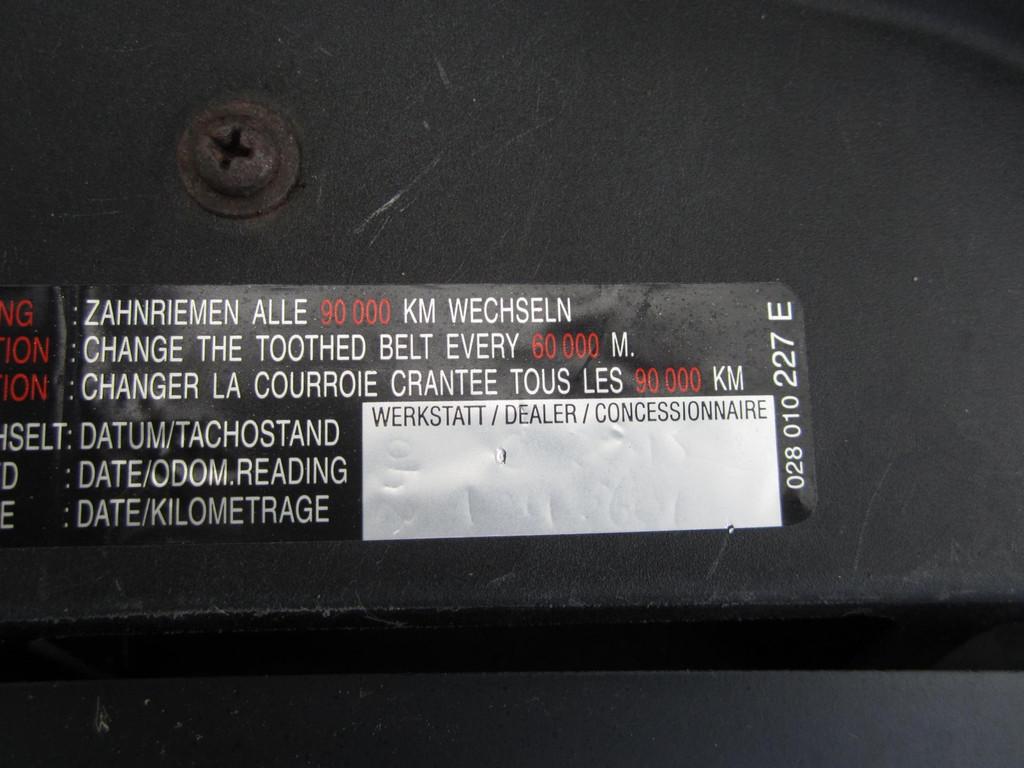 NG : ZAHNRIEMEN ALLE 90 000 KM WECHSELN
TION : CHANGE THE TOOTHED BELT EVERY 60 000 M.
TION : CHANGER LA COURROIE CRANTEE TOUS LES 90 000 KM
HSELT: DATUM/TACHOSTAND
D : DATE/ODOM.READING
E : DATE/KILOMETRAGE
WERKSTATT / DEALER / CONCESSIONNAIRE
028 010 227 E